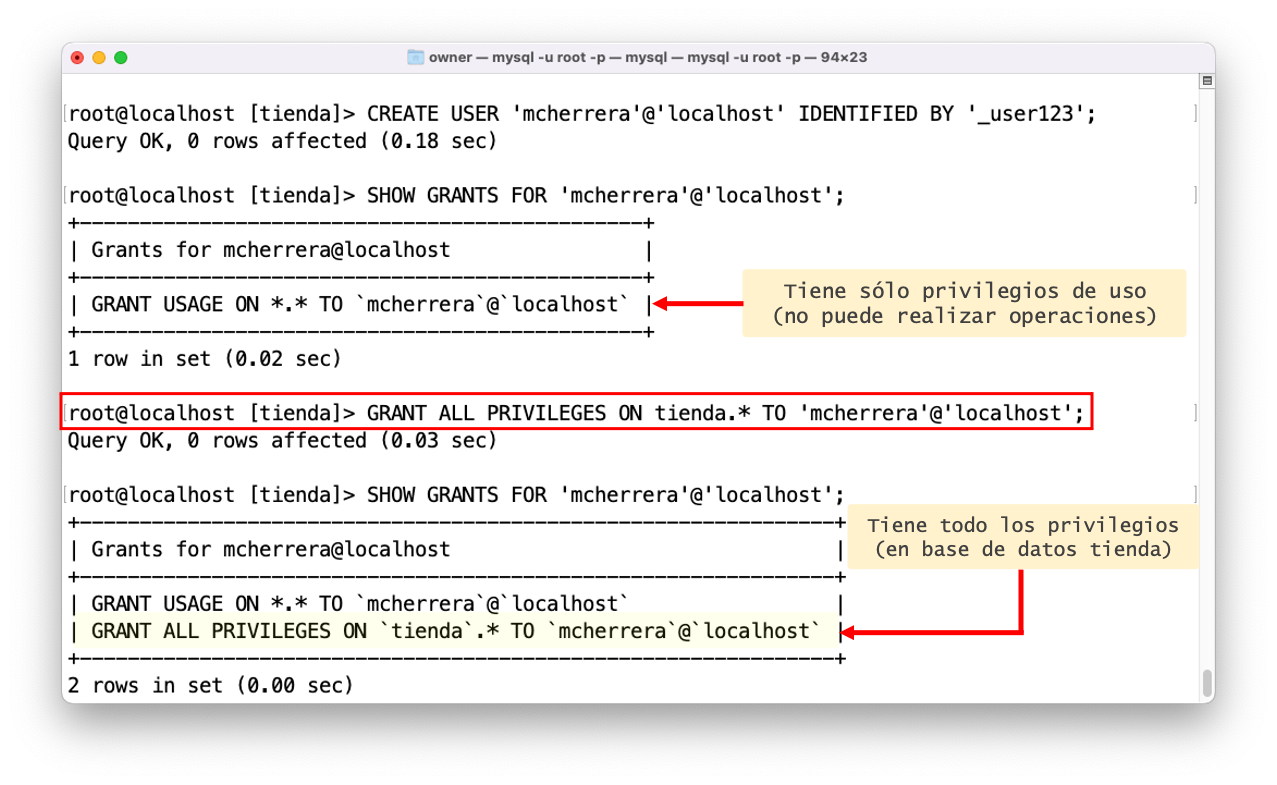 owner — mysql -u root -p — mysql — mysql -u root -p — 94×23
[root@localhost [tienda]> CREATE USER 'mcherrera'@'localhost' IDENTIFIED BY '_user123'; ]
Query OK, 0 rows affected (0.18 sec)
[root@localhost [tienda]> SHOW GRANTS FOR 'mcherrera'@'localhost'; ]
+-----------------------------------------------+
| Grants for mcherrera@localhost                |
+-----------------------------------------------+
| GRANT USAGE ON *.* TO `mcherrera`@`localhost` |
+-----------------------------------------------+
Tiene sólo privilegios de uso
(no puede realizar operaciones)
1 row in set (0.02 sec)
[root@localhost [tienda]> GRANT ALL PRIVILEGES ON tienda.* TO 'mcherrera'@'localhost'; ]
Query OK, 0 rows affected (0.03 sec)
[root@localhost [tienda]> SHOW GRANTS FOR 'mcherrera'@'localhost'; ]
+---------------------------------------------------------------+
| Grants for mcherrera@localhost                                |
+---------------------------------------------------------------+
| GRANT USAGE ON *.* TO `mcherrera`@`localhost`                 |
| GRANT ALL PRIVILEGES ON `tienda`.* TO `mcherrera`@`localhost` |
+---------------------------------------------------------------+
Tiene todo los privilegios
(en base de datos tienda)
2 rows in set (0.00 sec)